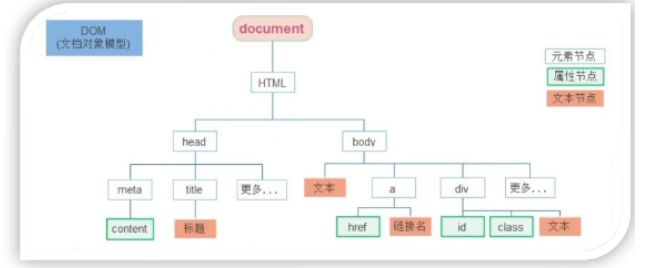 DOM
(文档对象模型)
document
元素节点
属性节点
文本节点
HTML
head
body
meta
title
更多...
文本
a
div
更多...
content
标题
href
链接名
id
class
文本